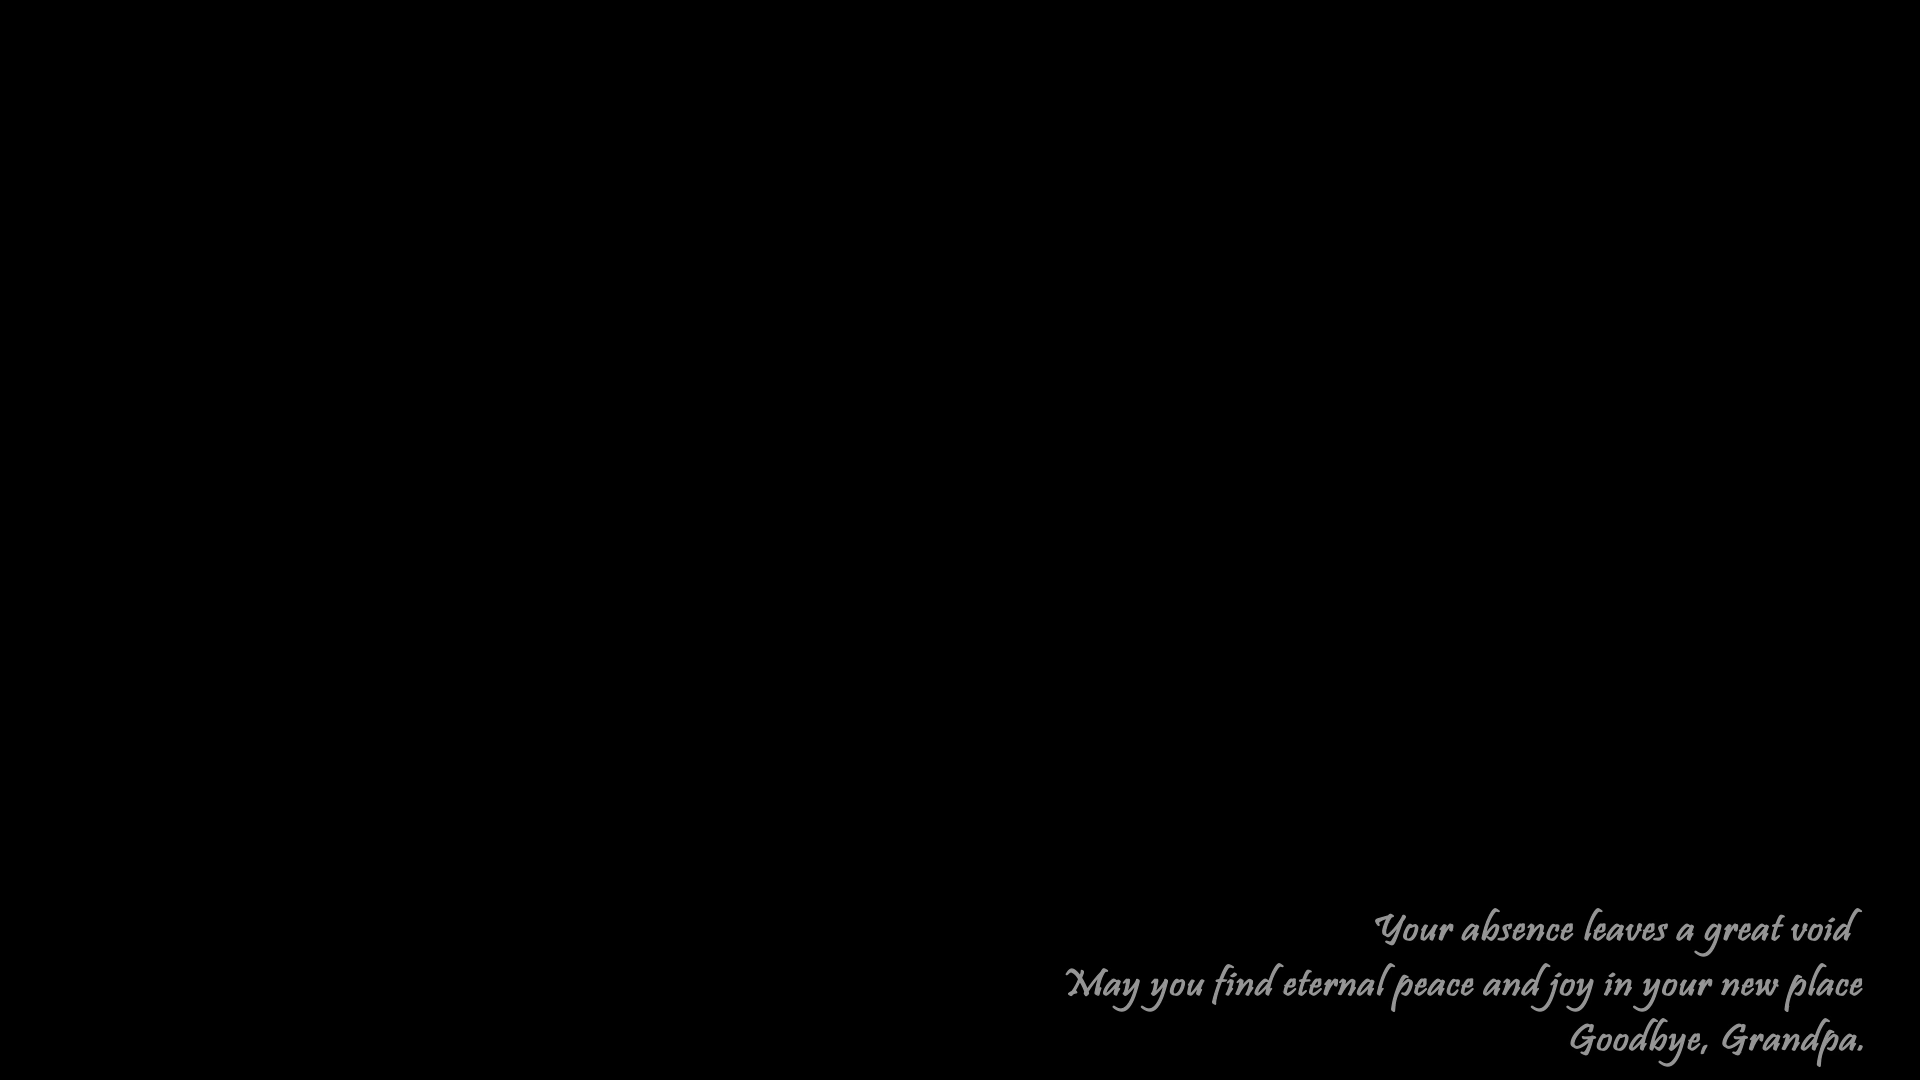 Your absence leaves a great void
May you find eternal peace and joy in your new place
Goodbye, Grandpa.